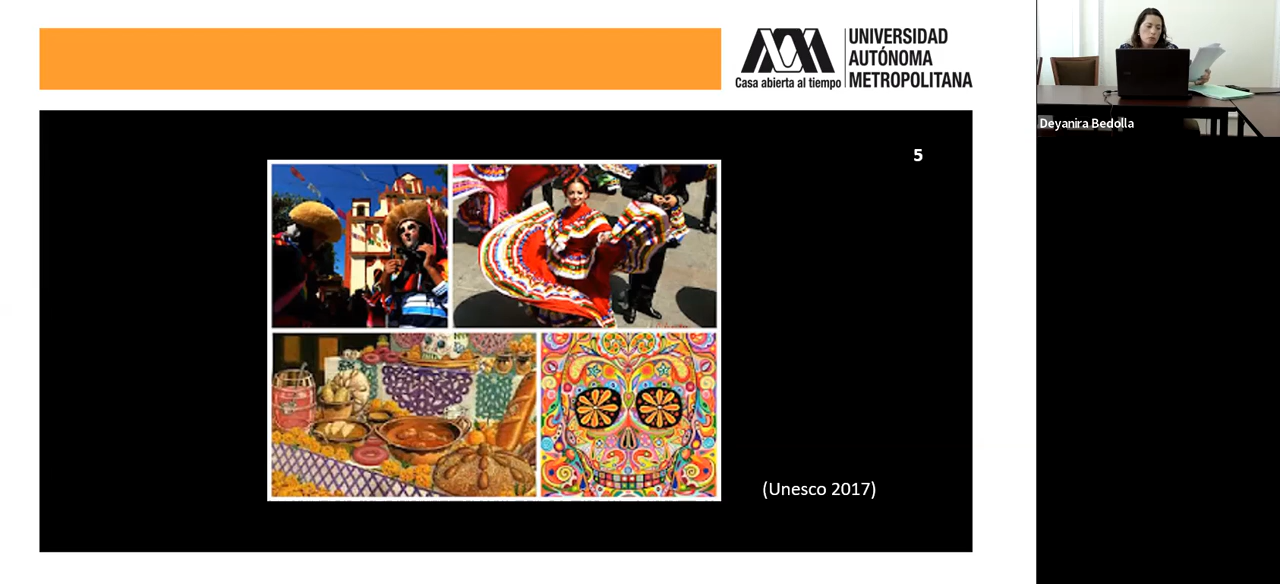 Casa abierta al tiempo
UNIVERSIDAD
AUTÓNOMA
METROPOLITANA
5
(Unesco 2017)
Deyanira Bedolla